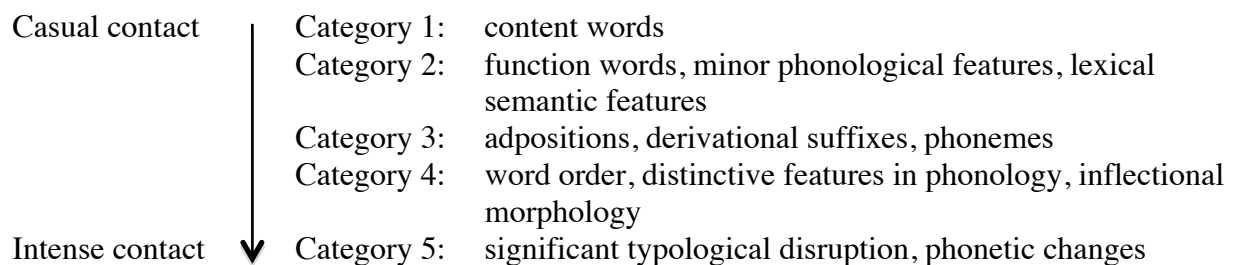 Casual contact Category 1: content words
Category 2: function words, minor phonological features, lexical
semantic features
Category 3: adpositions, derivational suffixes, phonemes
Category 4: word order, distinctive features in phonology, inflectional
morphology
Intense contact Category 5: significant typological disruption, phonetic changes